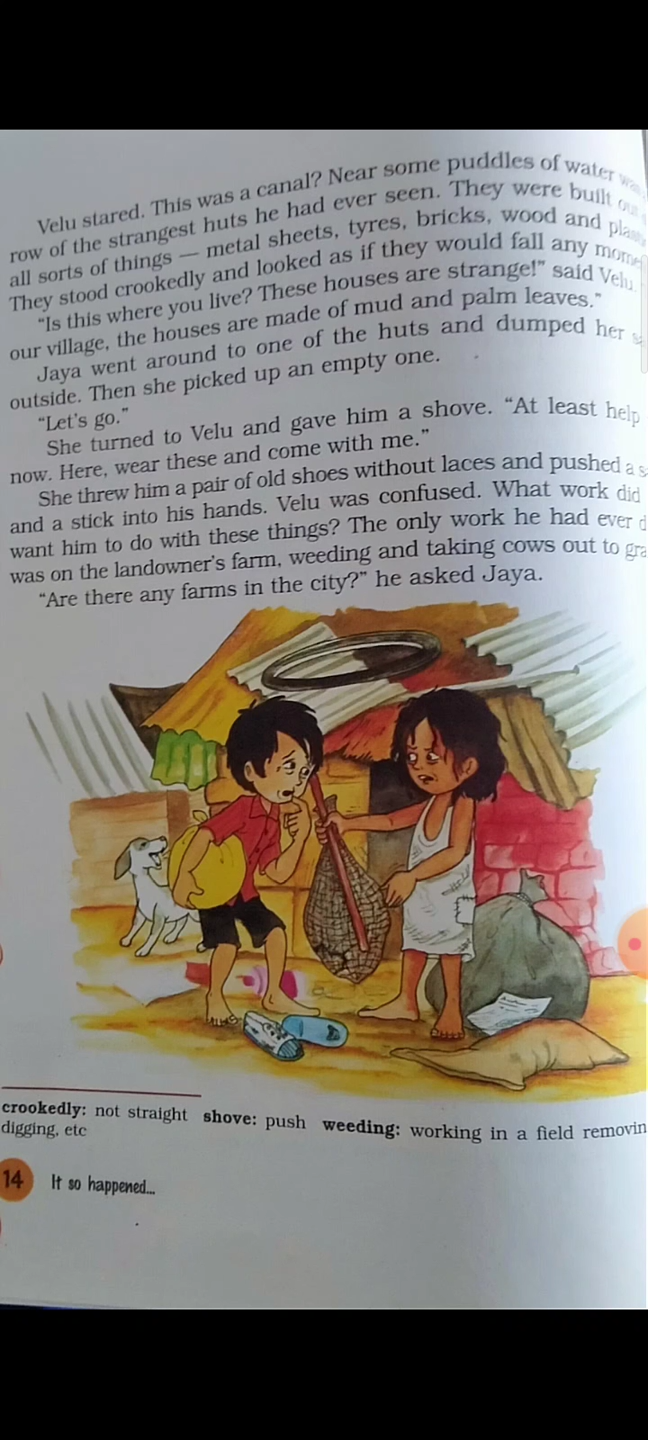 Velu stared. This was a canal? Near some puddles of water
row of the strangest huts he had ever seen. They were built
all sorts of things — metal sheets, tyres, bricks, wood and
They stood crookedly and looked as if they would fall any
“Is this where you live? These houses are strange!” said Velu.
our village, the houses are made of mud and palm leaves.”
Jaya went around to one of the huts and dumped her
outside. Then she picked up an empty one.
“Let’s go.”
She turned to Velu and gave him a shove. “At least help
now. Here, wear these and come with me.”
She threw him a pair of old shoes without laces and pushed a
and a stick into his hands. Velu was confused. What work did
want him to do with these things? The only work he had ever
was on the landowner’s farm, weeding and taking cows out to
“Are there any farms in the city?” he asked Jaya.
crookedly: not straight shove: push weeding: working in a field
digging, etc
14 It so happened...